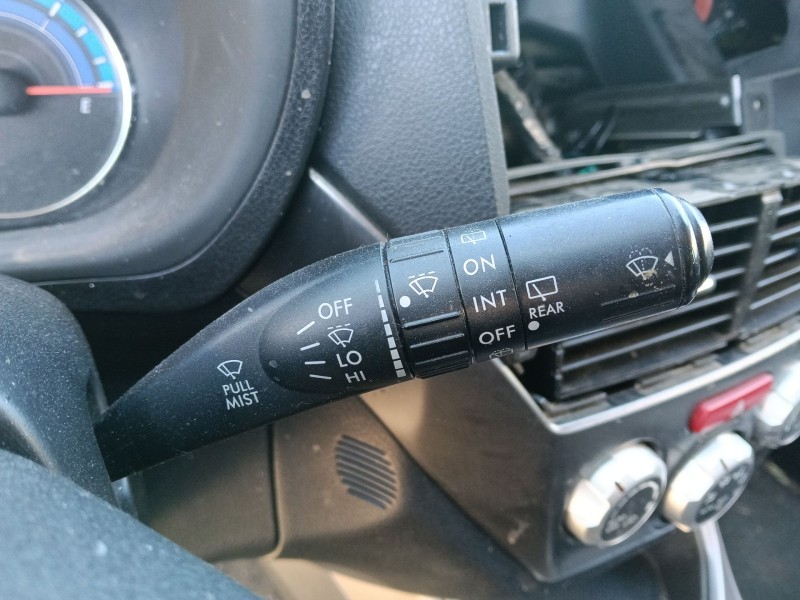 E
OFF
LO
HI
PULL
MIST
ON
INT
OFF
REAR